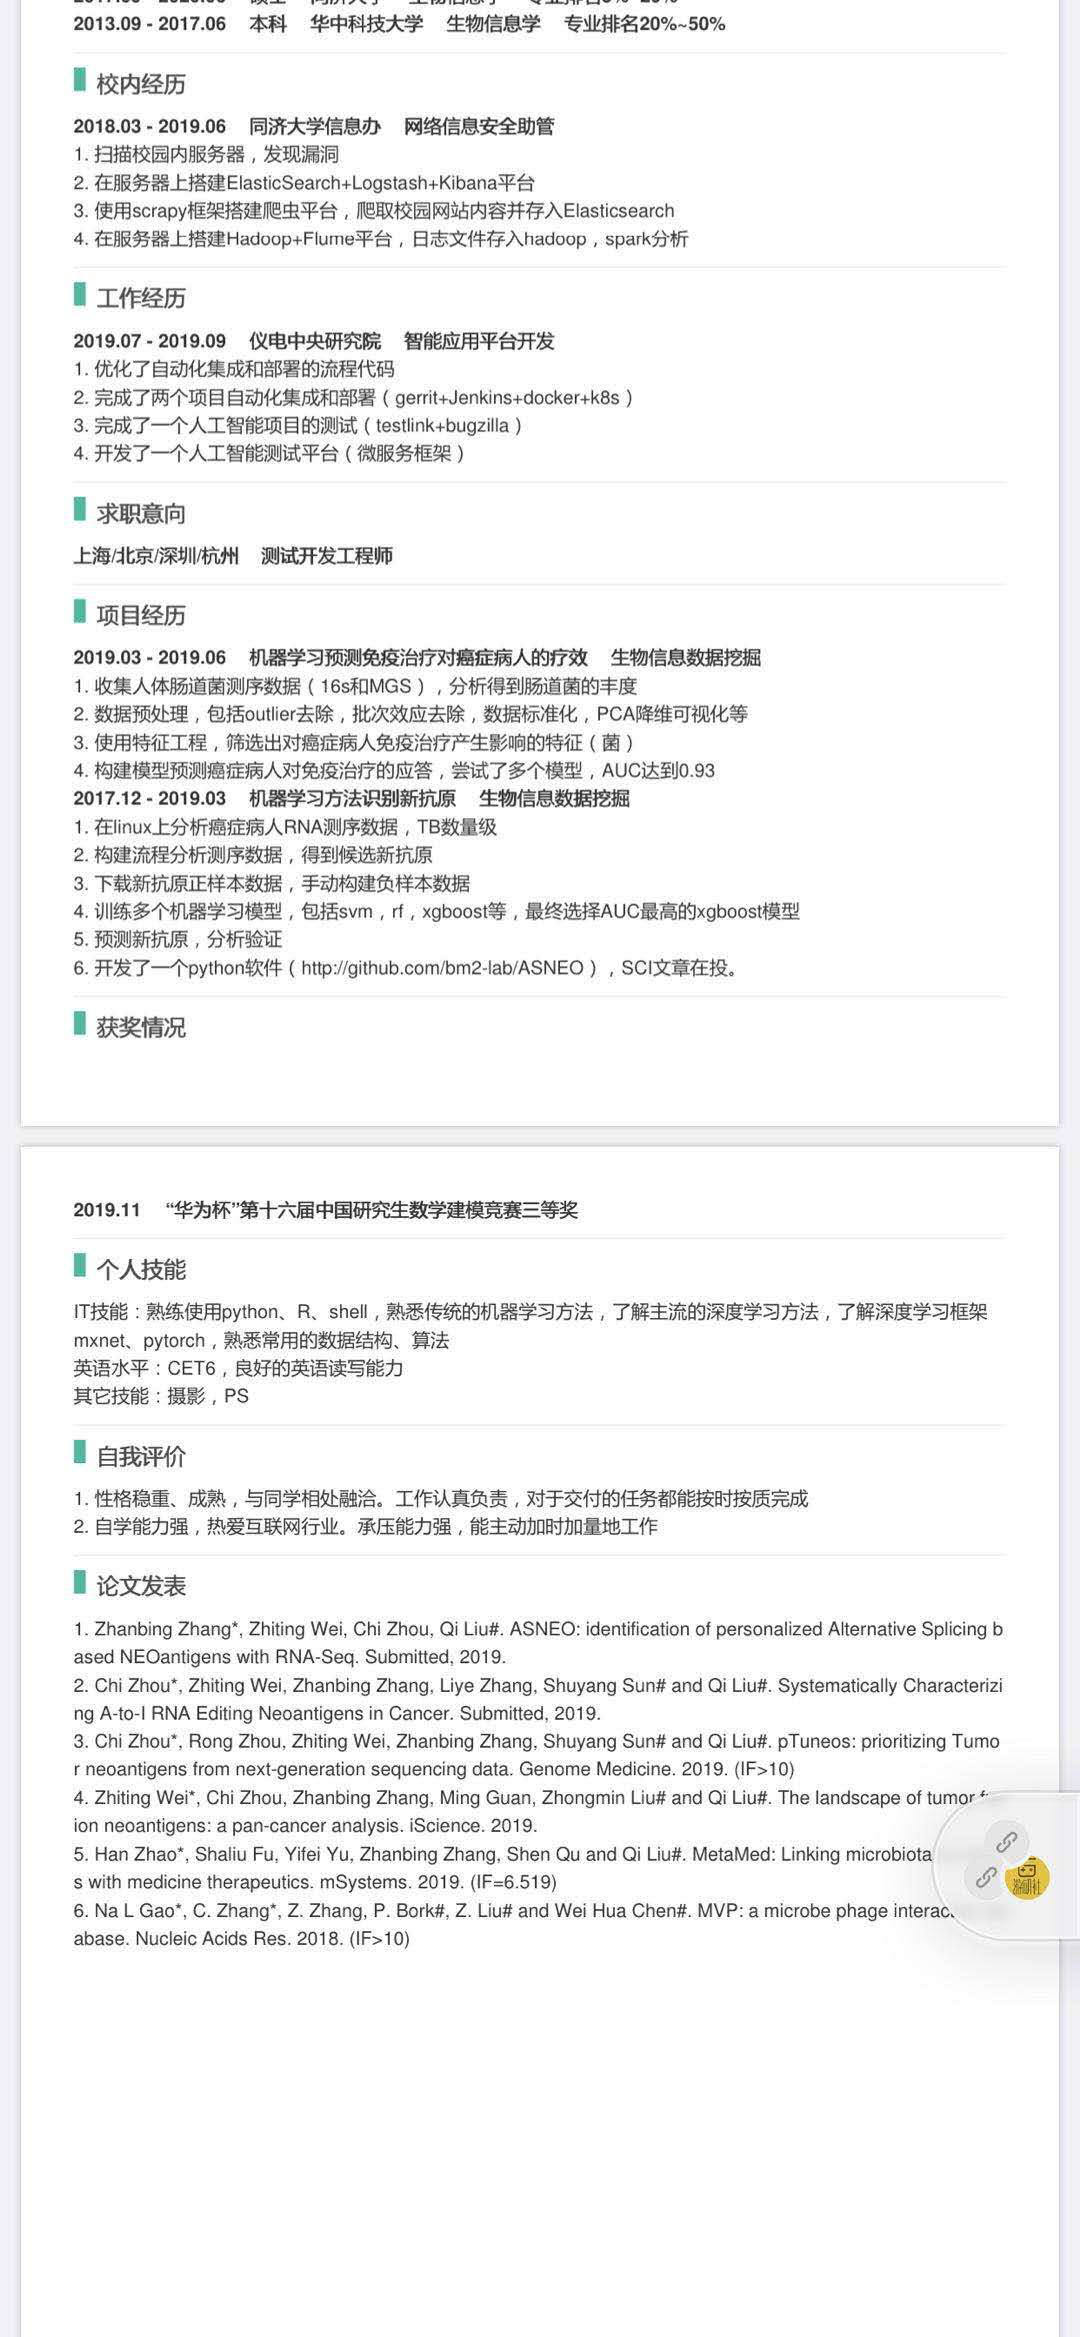 2013.09 - 2017.06 本科 华中科技大学 生物信息学 专业排名20%~50%
校内经历
2018.03 - 2019.06 同济大学信息办 网络信息安全助管
1. 扫描校园内服务器，发现漏洞
2. 在服务器上搭建ElasticSearch+Logstash+Kibana平台
3. 使用scrapy框架搭建爬虫平台，爬取校园网站内容并存入Elasticsearch
4. 在服务器上搭建Hadoop+Flume平台，日志文件存入hadoop，spark分析
工作经历
2019.07 - 2019.09 仪电中央研究院 智能应用平台开发
1. 优化了自动化集成和部署的流程代码
2. 完成了两个项目自动化集成和部署（gerrit+Jenkins+docker+k8s）
3. 完成了一个人工智能项目的测试（testlink+bugzilla）
4. 开发了一个人工智能测试平台（微服务框架）
求职意向
上海/北京/深圳/杭州 测试开发工程师
项目经历
2019.03 - 2019.06 机器学习预测免疫治疗对癌症病人的疗效 生物信息数据挖掘
1. 收集人体肠道菌测序数据（16s和MGS），分析得到肠道菌的丰度
2. 数据预处理，包括outlier去除，批次效应去除，数据标准化，PCA降维可视化等
3. 使用特征工程，筛选出对癌症病人免疫治疗产生影响的特征（菌）
4. 构建模型预测癌症病人对免疫治疗的应答，尝试了多个模型，AUC达到0.93
2017.12 - 2019.03 机器学习方法识别新抗原 生物信息数据挖掘
1. 在linux上分析癌症病人RNA测序数据，TB数量级
2. 构建流程分析测序数据，得到候选新抗原
3. 下载新抗原正样本数据，手动构建负样本数据
4. 训练多个机器学习模型，包括svm，rf，xgboost等，最终选择AUC最高的xgboost模型
5. 预测新抗原，分析验证
6. 开发了一个python软件（http://github.com/bm2-lab/ASNEO），SCI文章在投。
获奖情况
2019.11 “华为杯”第十六届中国研究生数学建模竞赛三等奖
个人技能
IT技能：熟练使用python、R、shell，熟悉传统的机器学习方法，了解主流的深度学习方法，了解深度学习框架
mxnet、pytorch，熟悉常用的数据结构、算法
英语水平：CET6，良好的英语读写能力
其它技能：摄影，PS
自我评价
1. 性格稳重、成熟，与同学相处融洽。工作认真负责，对于交付的任务都能按时按质完成
2. 自学能力强，热爱互联网行业。承压能力强，能主动加时加量地工作
论文发表
1. Zhanbing Zhang*, Zhiting Wei, Chi Zhou, Qi Liu#. ASNEO: identification of personalized Alternative Splicing b
ased NEOantigens with RNA-Seq. Submitted, 2019.
2. Chi Zhou*, Zhiting Wei, Zhanbing Zhang, Liye Zhang, Shuyang Sun# and Qi Liu#. Systematically Characterizi
ng A-to-I RNA Editing Neoantigens in Cancer. Submitted, 2019.
3. Chi Zhou*, Rong Zhou, Zhiting Wei, Zhanbing Zhang, Shuyang Sun# and Qi Liu#. pTuneos: prioritizing Tumo
r neoantigens from next-generation sequencing data. Genome Medicine. 2019. (IF>10)
4. Zhiting Wei*, Chi Zhou, Zhanbing Zhang, Ming Guan, Zhongmin Liu# and Qi Liu#. The landscape of tumor
ion neoantigens: a pan-cancer analysis. iScience. 2019.
5. Han Zhao*, Shaliu Fu, Yifei Yu, Zhanbing Zhang, Shen Qu and Qi Liu#. MetaMed: Linking microbiota
s with medicine therapeutics. mSystems. 2019. (IF=6.519)
6. Na L Gao*, C. Zhang*, Z. Zhang, P. Bork#, Z. Liu# and Wei Hua Chen#. MVP: a microbe phage
abase. Nucleic Acids Res. 2018. (IF>10)